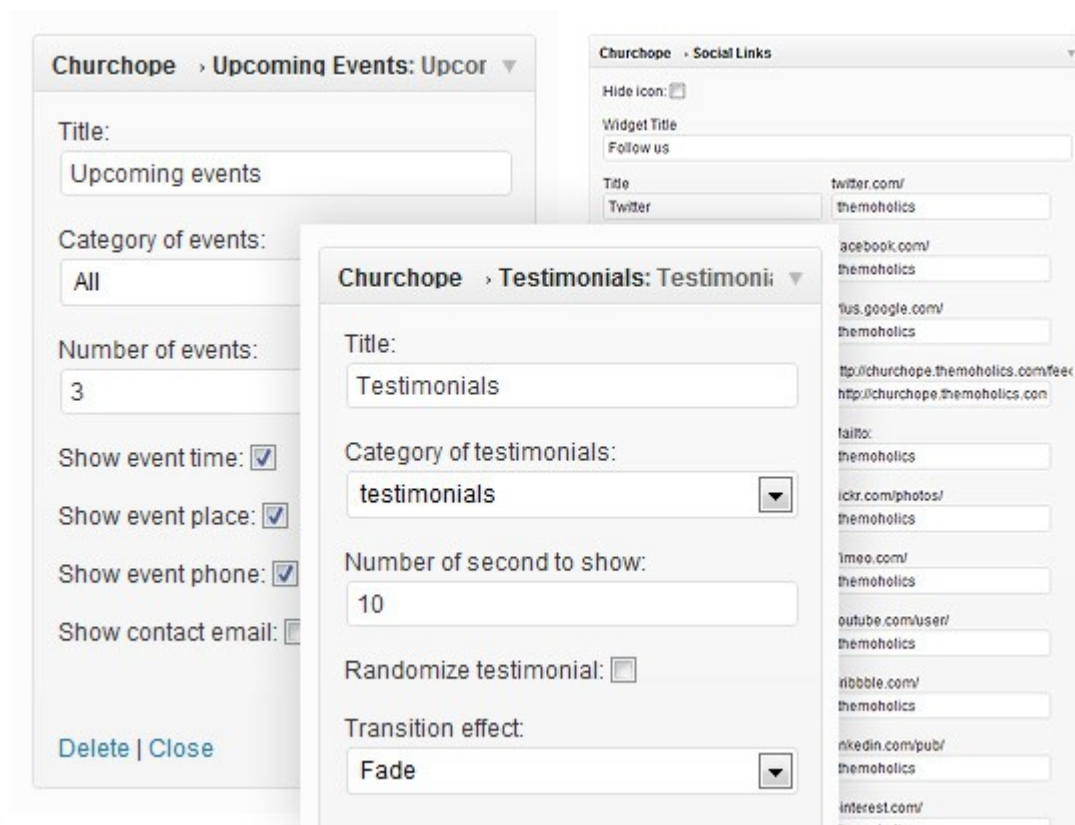 Churchope › Upcoming Events: Upcor
Title:
Upcoming events
Category of events:
All
Number of events:
3
Show event time:
Show event place:
Show event phone:
Show contact email:
Delete | Close
Churchope › Testimonials: Testimoni
Title:
Testimonials
Category of testimonials:
testimonials
Number of second to show:
10
Randomize testimonial:
Transition effect:
Fade
Churchope › Social Links
Hide icon:
Widget Title
Follow us
Title twitter.com/
Twitter themoholics
acebook.com/
themoholics
lus.google.com/
themoholics
ttp://churchope.themoholics.com/feec
http://churchope.themoholics.con
failto:
themoholics
ickr.com/photos/
themoholics
imeo.com/
themoholics
outube.com/user/
themoholics
ribbble.com/
themoholics
nkedin.com/pub/
themoholics
interest.com/